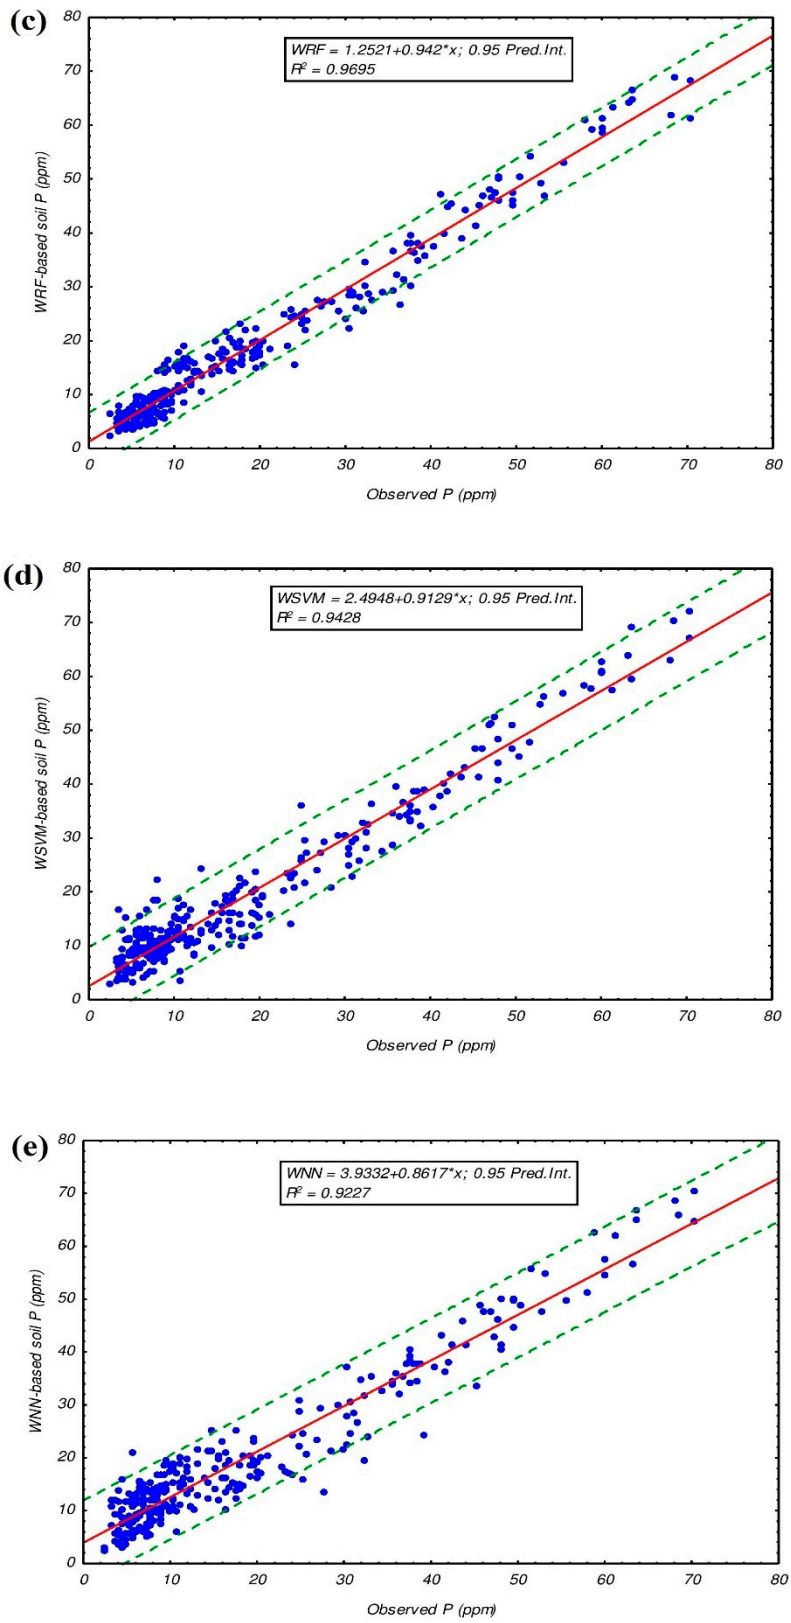 (c)
80
70
60
50
40
30
20
10
0
WRF-based soil P (ppm)
WRF = 1.2521+0.942*x; 0.95 Pred.Int.
R² = 0.9695
0 10 20 30 40 50 60 70 80
Observed P (ppm)
(d)
80
70
60
50
40
30
20
10
0
WSVM-based soil P (ppm)
WSVM = 2.4948+0.9129*x; 0.95 Pred.Int.
R² = 0.9428
0 10 20 30 40 50 60 70 80
Observed P (ppm)
(e)
80
70
60
50
40
30
20
10
0
WNN-based soil P (ppm)
WNN = 3.9332+0.8617*x; 0.95 Pred.Int.
R² = 0.9227
0 10 20 30 40 50 60 70 80
Observed P (ppm)